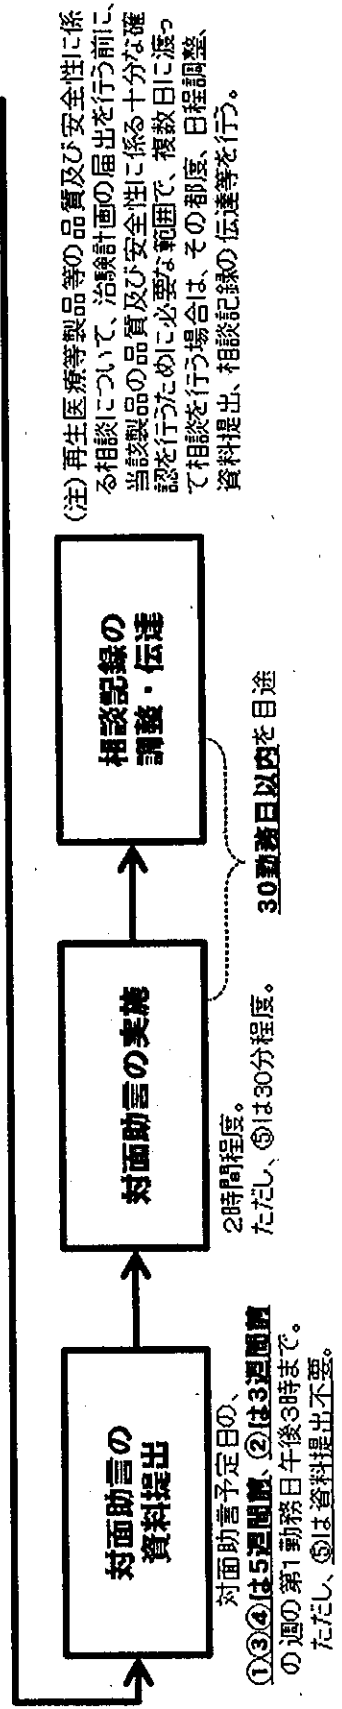 対面助言の
資料提出
対面助言予定日の、
①③④は5週間前、②は3週間前
の週の第1勤務日午後3時まで。
ただし、⑤は資料提出不要。
対面助言の実施
2時間程度。
ただし、⑤は30分程度。
相談記録の
調整・伝達
30勤務日以内を目途
(注)再生医療等製品等の品質及び安全性に係
る相談について、治験計画の届出を行う前に、
当該製品の品質及び安全性に係る十分な確
認を行うために必要な範囲で、複数日に渡っ
て相談を行う場合は、その都度、日程調整、
資料提出、相談記録の伝達等を行う。